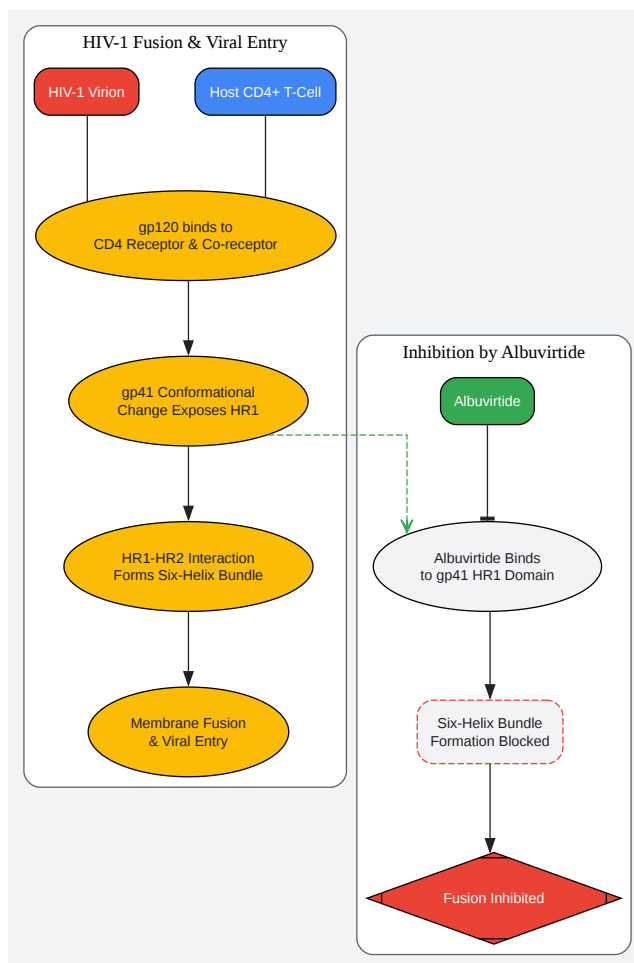 HIV-1 Fusion & Viral Entry
HIV-1 Virion
Host CD4+ T-Cell
gp120 binds to
CD4 Receptor & Co-receptor
gp41 Conformational
Change Exposes HR1
HR1-HR2 Interaction
Forms Six-Helix Bundle
Membrane Fusion
& Viral Entry
Inhibition by Albuvirtide
Albuvirtide
Albuvirtide Binds
to gp41 HR1 Domain
Six-Helix Bundle
Formation Blocked
Fusion Inhibited